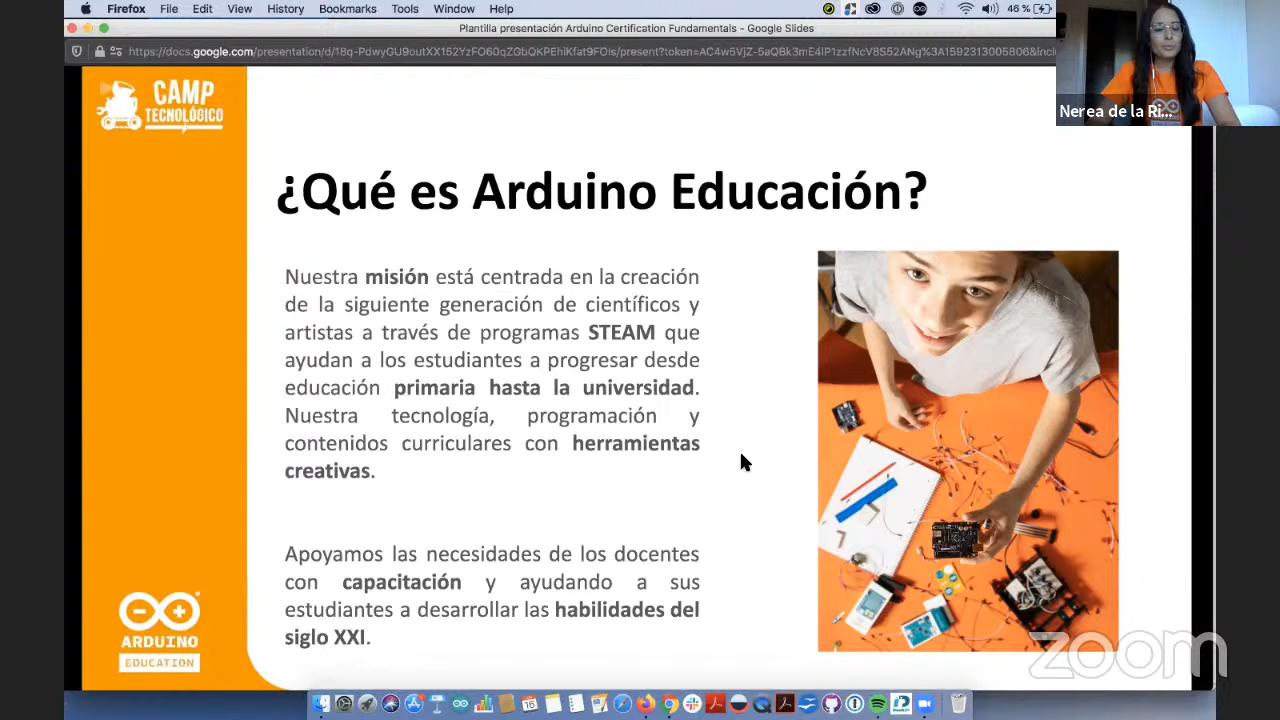 Firefox File Edit View History Bookmarks Tools Window Help 46 %
Plantilla presentación Arduino Certification Fundamentals - Google Slides
CAMP
TECNOLÓGICO
Nerea de la Ri...
¿Qué es Arduino Educación?
Nuestra misión está centrada en la creación
de la siguiente generación de científicos y
artistas a través de programas STEAM que
ayudan a los estudiantes a progresar desde
educación primaria hasta la universidad.
Nuestra tecnología, programación y
contenidos curriculares con herramientas
creativas.
Apoyamos las necesidades de los docentes
con capacitación y ayudando a sus
estudiantes a desarrollar las habilidades del
siglo XXI.
ARDUINO
EDUCATION
zoom